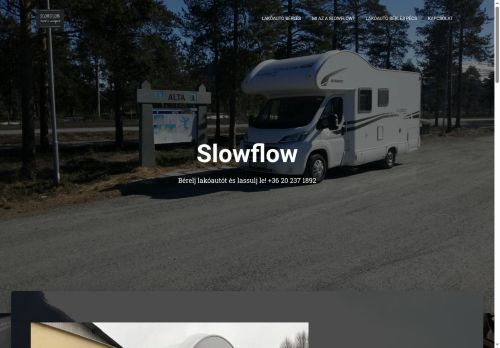 SLOWFLOW
LAKÓAUTÓ BÉRLÉS
MI AZ A SLOWFLOW?
LAKÓAUTÓ BÉRLÉS PÉCS
KAPCSOLAT
ALTA
Slowflow
Bérelj lakóautót és lassulj le! +36 20 237 1892